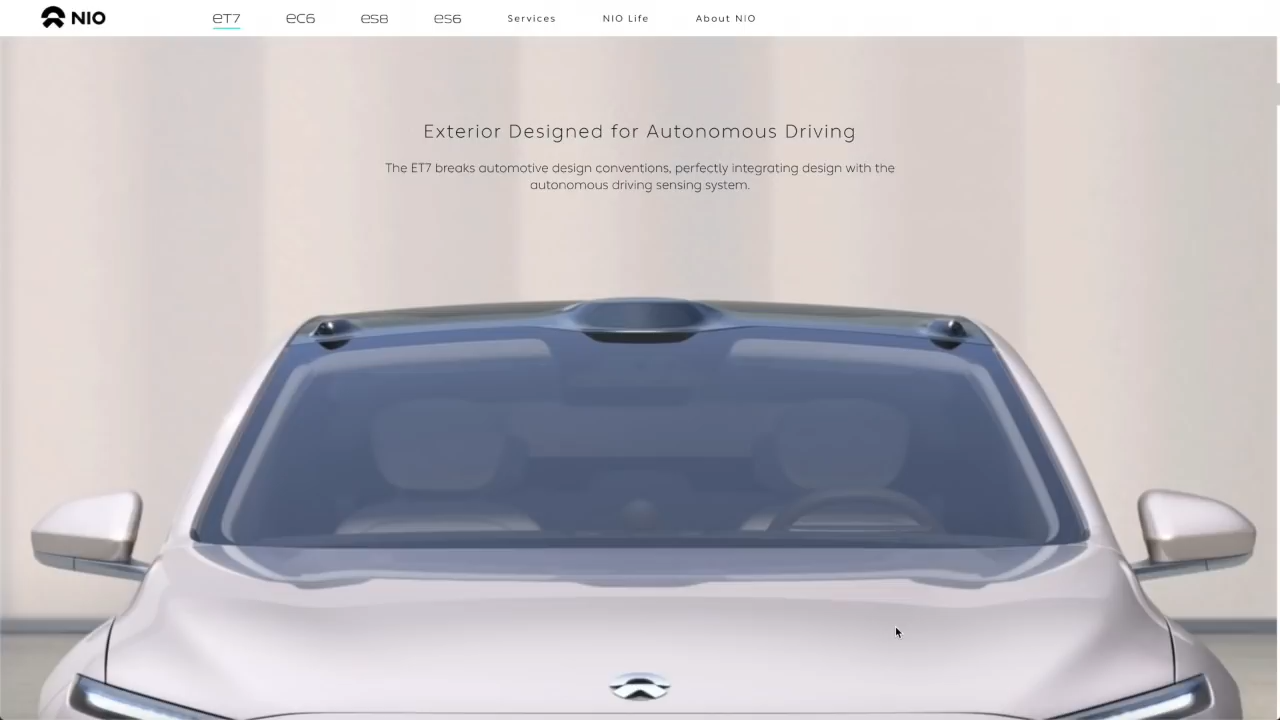 NIO
ET7
EC6
ES8
ES6
Services
NIO Life
About NIO
Exterior Designed for Autonomous Driving
The ET7 breaks automotive design conventions, perfectly integrating design with the
autonomous driving sensing system.